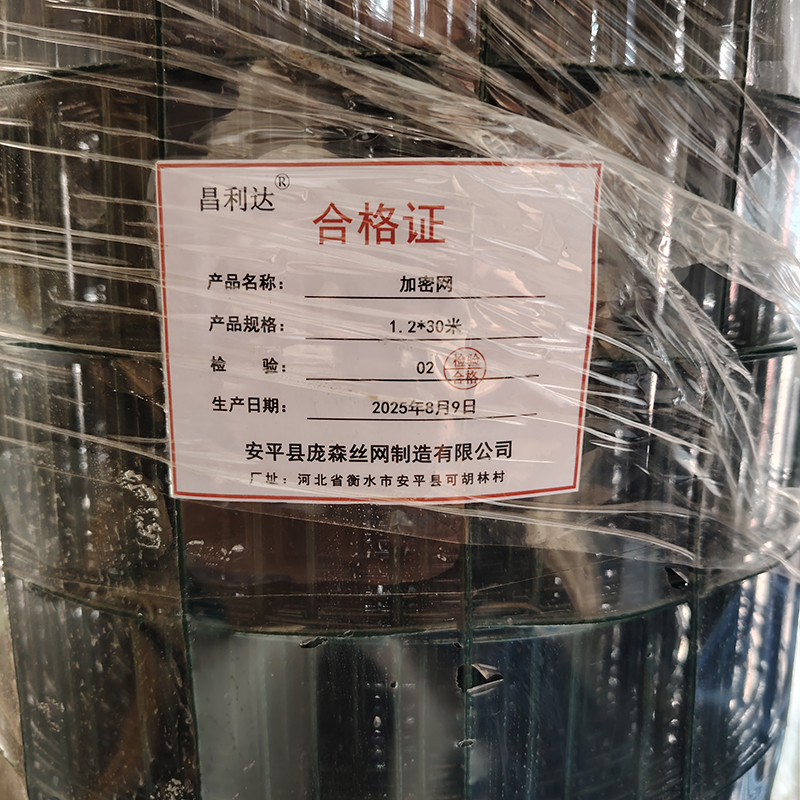 昌利达®
合格证
产品名称： 加密网
产品规格： 1.2*30米
检 验： 02 检验合格
生产日期： 2025年8月9日
安平县庞森丝网制造有限公司
厂址：河北省衡水市安平县可胡林村